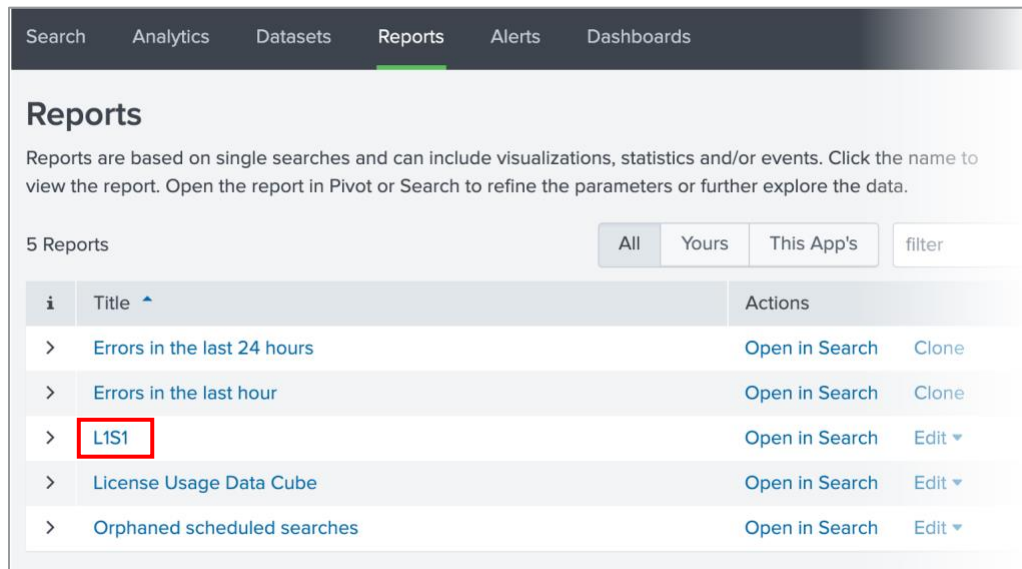 Search Analytics Datasets Reports Alerts Dashboards
Reports
Reports are based on single searches and can include visualizations, statistics and/or events. Click the name to
view the report. Open the report in Pivot or Search to refine the parameters or further explore the data.
5 Reports All Yours This App's filter
i Title Actions
Errors in the last 24 hours Open in Search Clone
Errors in the last hour Open in Search Clone
L1S1 Open in Search Edit
License Usage Data Cube Open in Search Edit
Orphaned scheduled searches Open in Search Edit